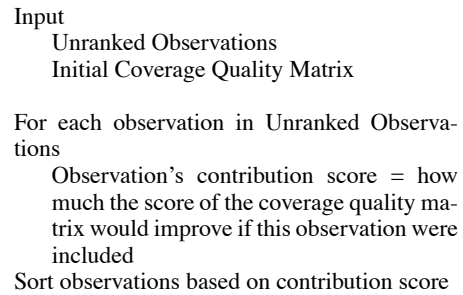 Input
Unranked Observations
Initial Coverage Quality Matrix
For each observation in Unranked Observa-
tions
Observation's contribution score = how
much the score of the coverage quality ma-
trix would improve if this observation were
included
Sort observations based on contribution score